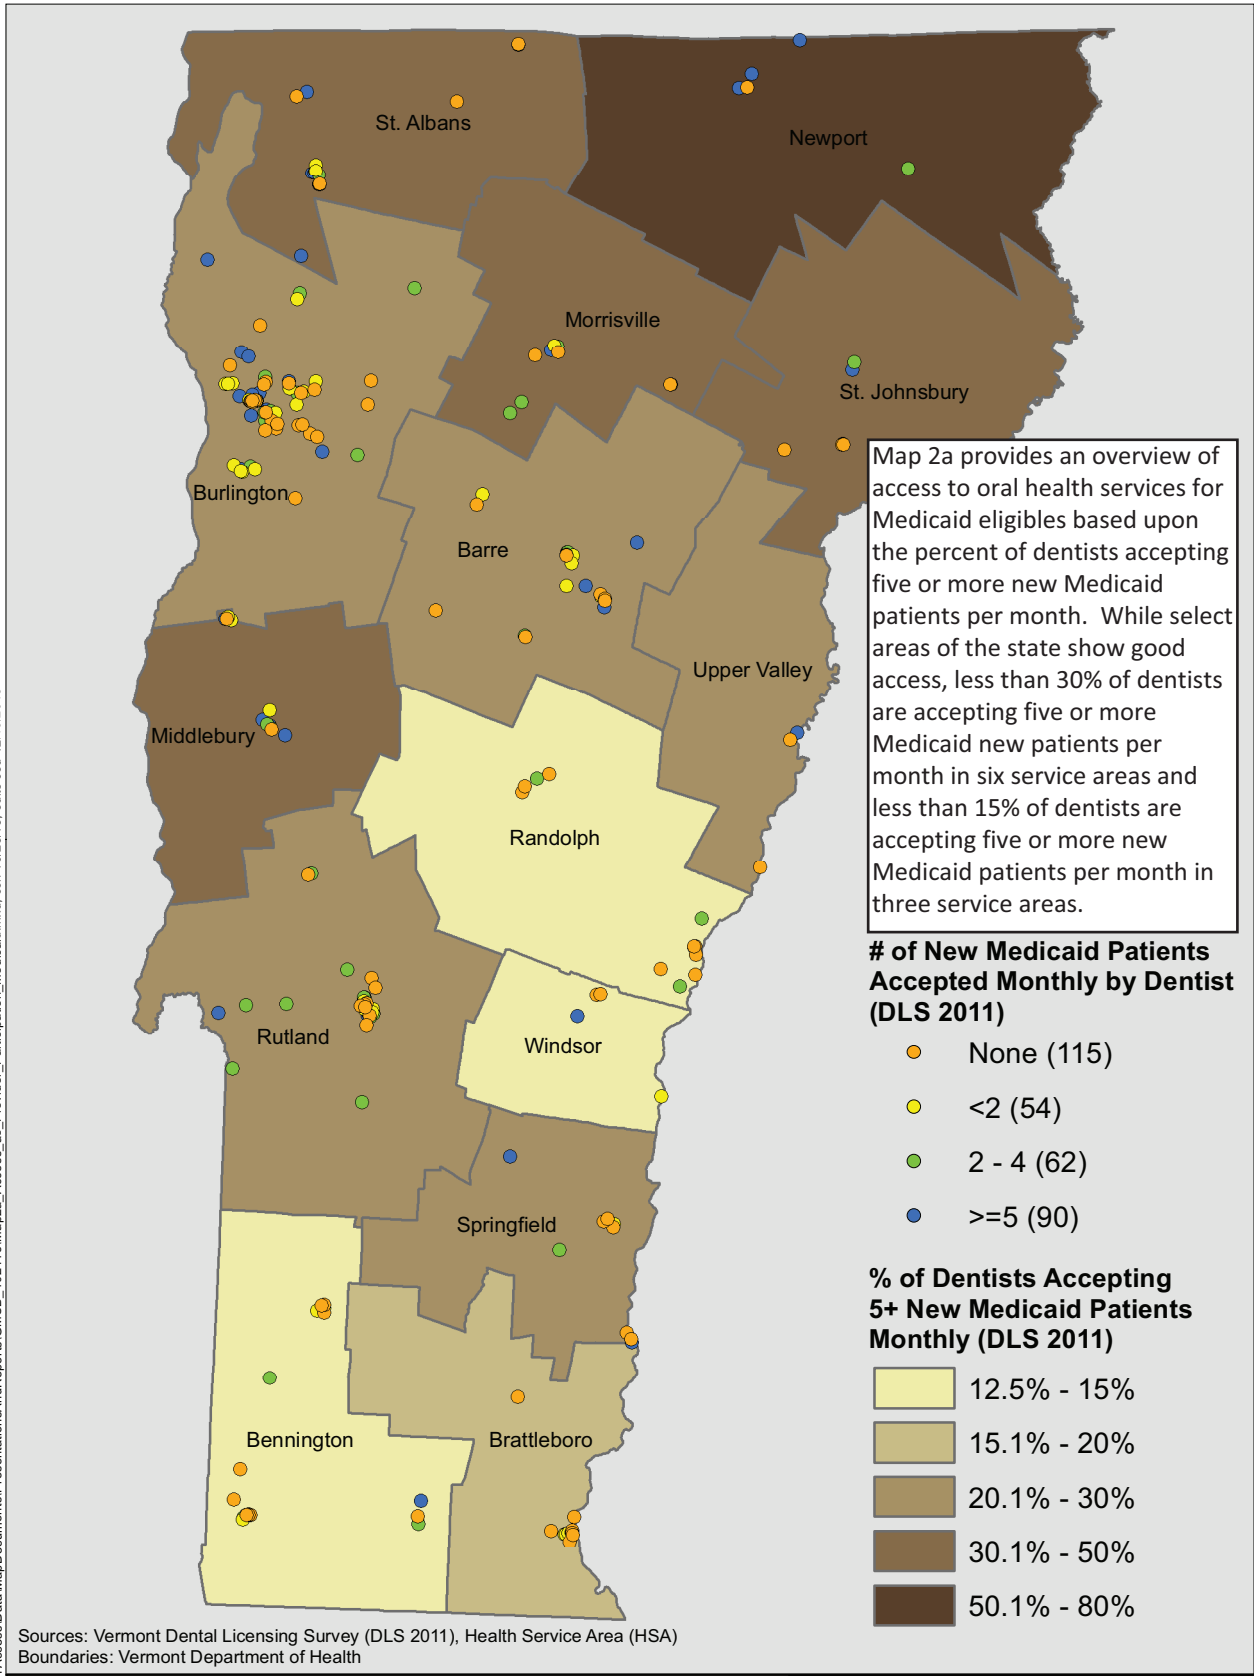 St. Albans
Newport
Morrisville
St. Johnsbury
Burlington
Barre
Upper Valley
Middlebury
Randolph
Rutland
Windsor
Springfield
Bennington
Brattleboro
Map 2a provides an overview of
access to oral health services for
Medicaid eligibles based upon
the percent of dentists accepting
five or more new Medicaid
patients per month.  While select
areas of the state show good
access, less than 30% of dentists
are accepting five or more
Medicaid new patients per
month in six service areas and
less than 15% of dentists are
accepting five or more new
Medicaid patients per month in
three service areas.
# of New Medicaid Patients
Accepted Monthly by Dentist
(DLS 2011)
None (115)
<2 (54)
2 - 4 (62)
>=5 (90)
% of Dentists Accepting
5+ New Medicaid Patients
Monthly (DLS 2011)
12.5% - 15%
15.1% - 20%
20.1% - 30%
30.1% - 50%
50.1% - 80%
Sources: Vermont Dental Licensing Survey (DLS 2011), Health Service Area (HSA)
Boundaries: Vermont Department of Health